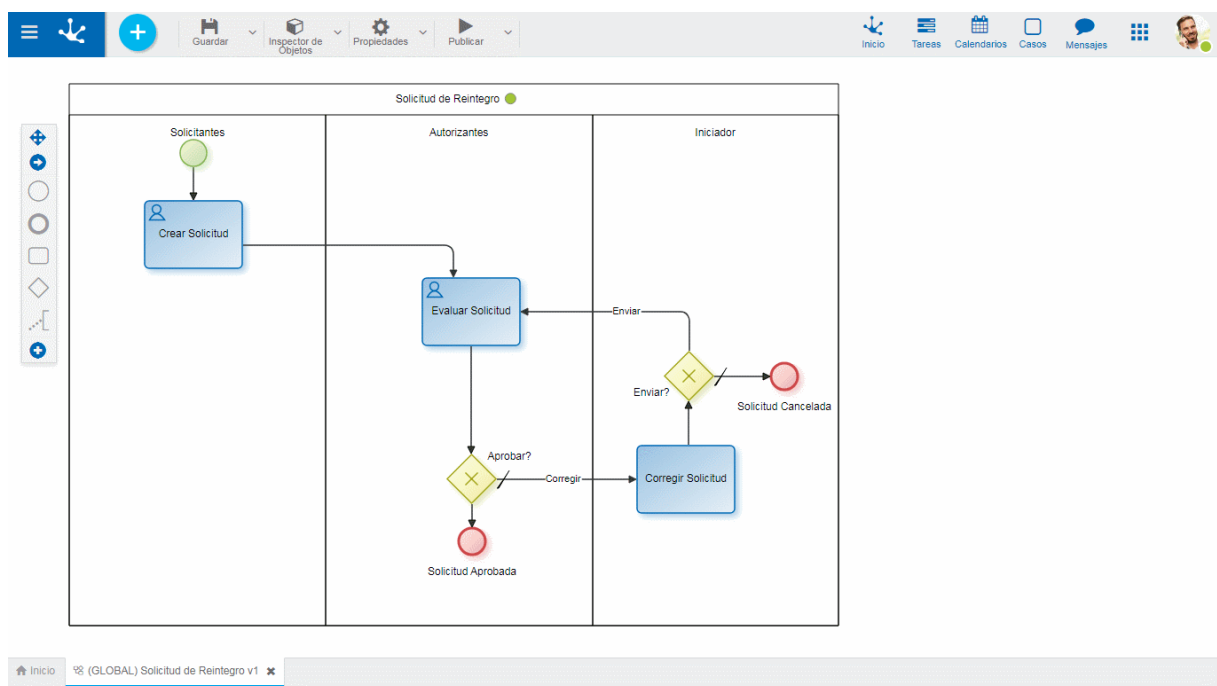 Guardar
Inspector de
Objetos
Propiedades
Publicar
Inicio
Tareas
Calendarios
Casos
Mensajes
Solicitud de Reintegro
Solicitantes
Autorizantes
Iniciador
Crear Solicitud
Evaluar Solicitud
Enviar
Enviar?
Solicitud Cancelada
Aprobar?
Corregir
Corregir Solicitud
Solicitud Aprobada
Inicio
(GLOBAL) Solicitud de Reintegro v1